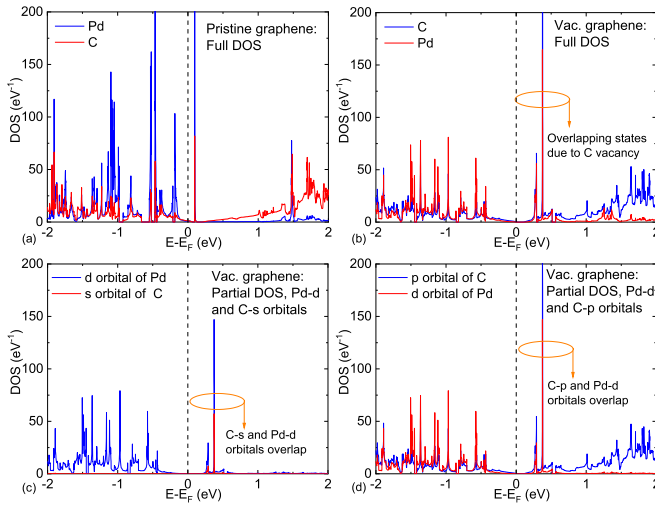 200
150
100
50
0
DOS (eV⁻¹)
Pd
C
Pristine graphene:
Full DOS
(a)
-2 -1 0 1 2
E-E_F (eV)
200
150
100
50
0
DOS (eV⁻¹)
C
Pd
Vac. graphene:
Full DOS
Overlapping states
due to C vacancy
(b)
-2 -1 0 1 2
E-E_F (eV)
200
150
100
50
0
DOS (eV⁻¹)
d orbital of Pd
s orbital of C
Vac. graphene:
Partial DOS, Pd-d
and C-s orbitals
C-s and Pd-d
orbitals overlap
(c)
-2 -1 0 1 2
E-E_F (eV)
200
150
100
50
0
DOS (eV⁻¹)
p orbital of C
d orbital of Pd
Vac. graphene:
Partial DOS, Pd-d
and C-p orbitals
C-p and Pd-d
orbitals overlap
(d)
-2 -1 0 1 2
E-E_F (eV)